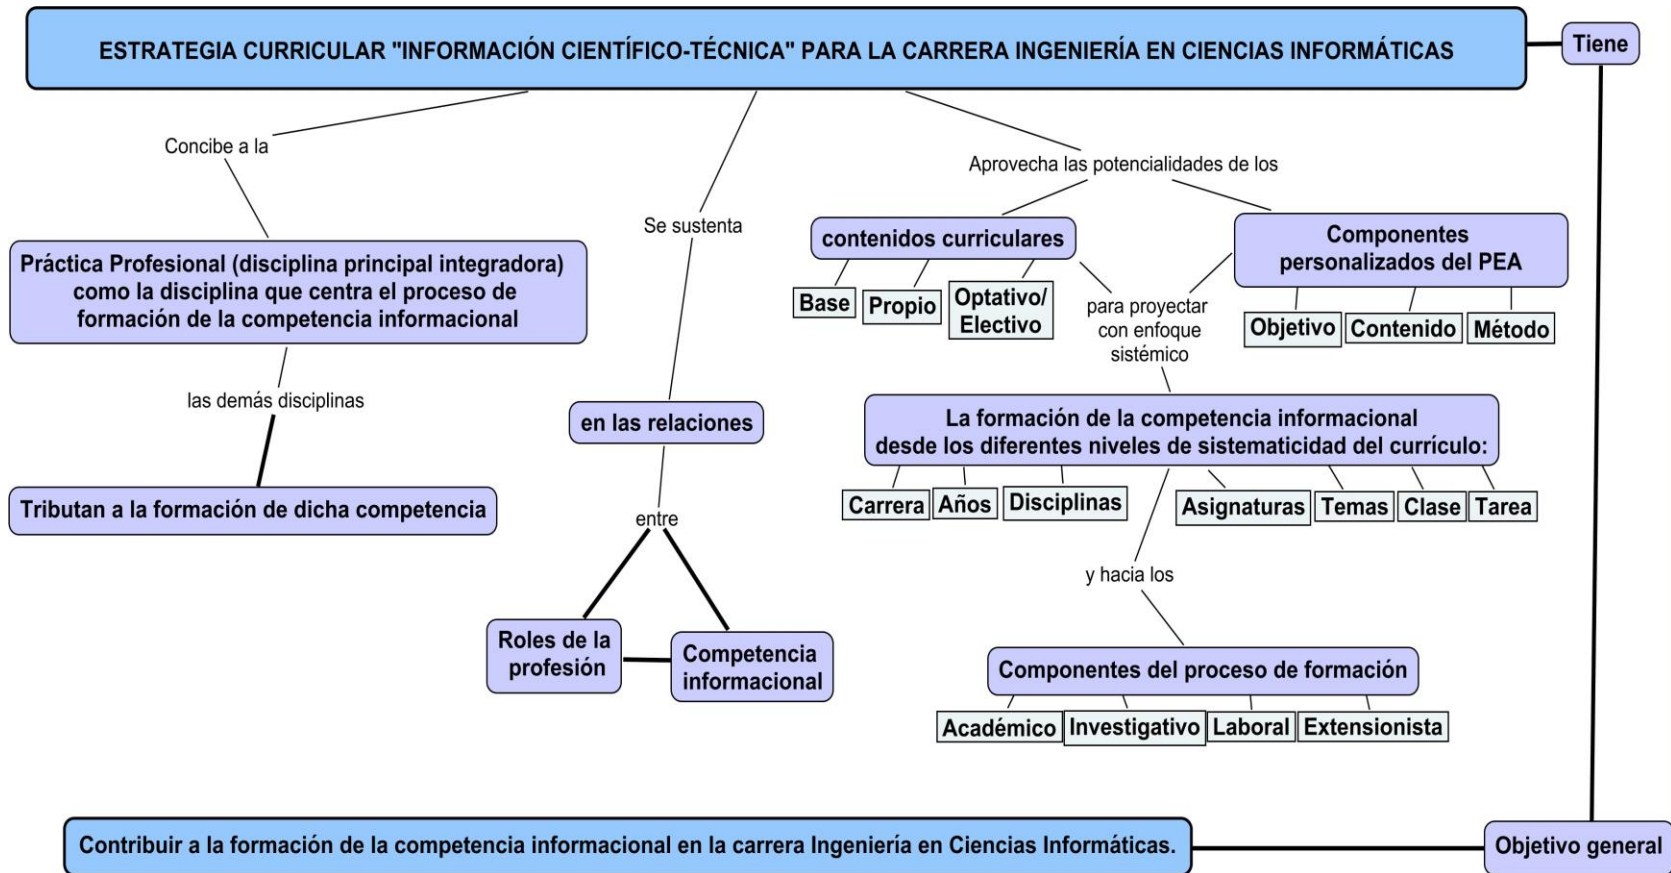 ESTRATEGIA CURRICULAR "INFORMACIÓN CIENTÍFICO-TÉCNICA" PARA LA CARRERA INGENIERÍA EN CIENCIAS INFORMÁTICAS
Tiene
Concibe a la
Práctica Profesional (disciplina principal integradora)
como la disciplina que centra el proceso de
formación de la competencia informacional
las demás disciplinas
Tributan a la formación de dicha competencia
Se sustenta
en las relaciones
entre
Roles de la
profesión
Competencia
informacional
Aprovecha las potencialidades de los
contenidos curriculares
Base
Propio
Optativo/
Electivo
Componentes
personalizados del PEA
Objetivo
Contenido
Método
para proyectar
con enfoque
sistémico
La formación de la competencia informacional
desde los diferentes niveles de sistematicidad del currículo:
Carrera
Años
Disciplinas
Asignaturas
Temas
Clase
Tarea
y hacia los
Componentes del proceso de formación
Académico
Investigativo
Laboral
Extensionista
Contribuir a la formación de la competencia informacional en la carrera Ingeniería en Ciencias Informáticas.
Objetivo general